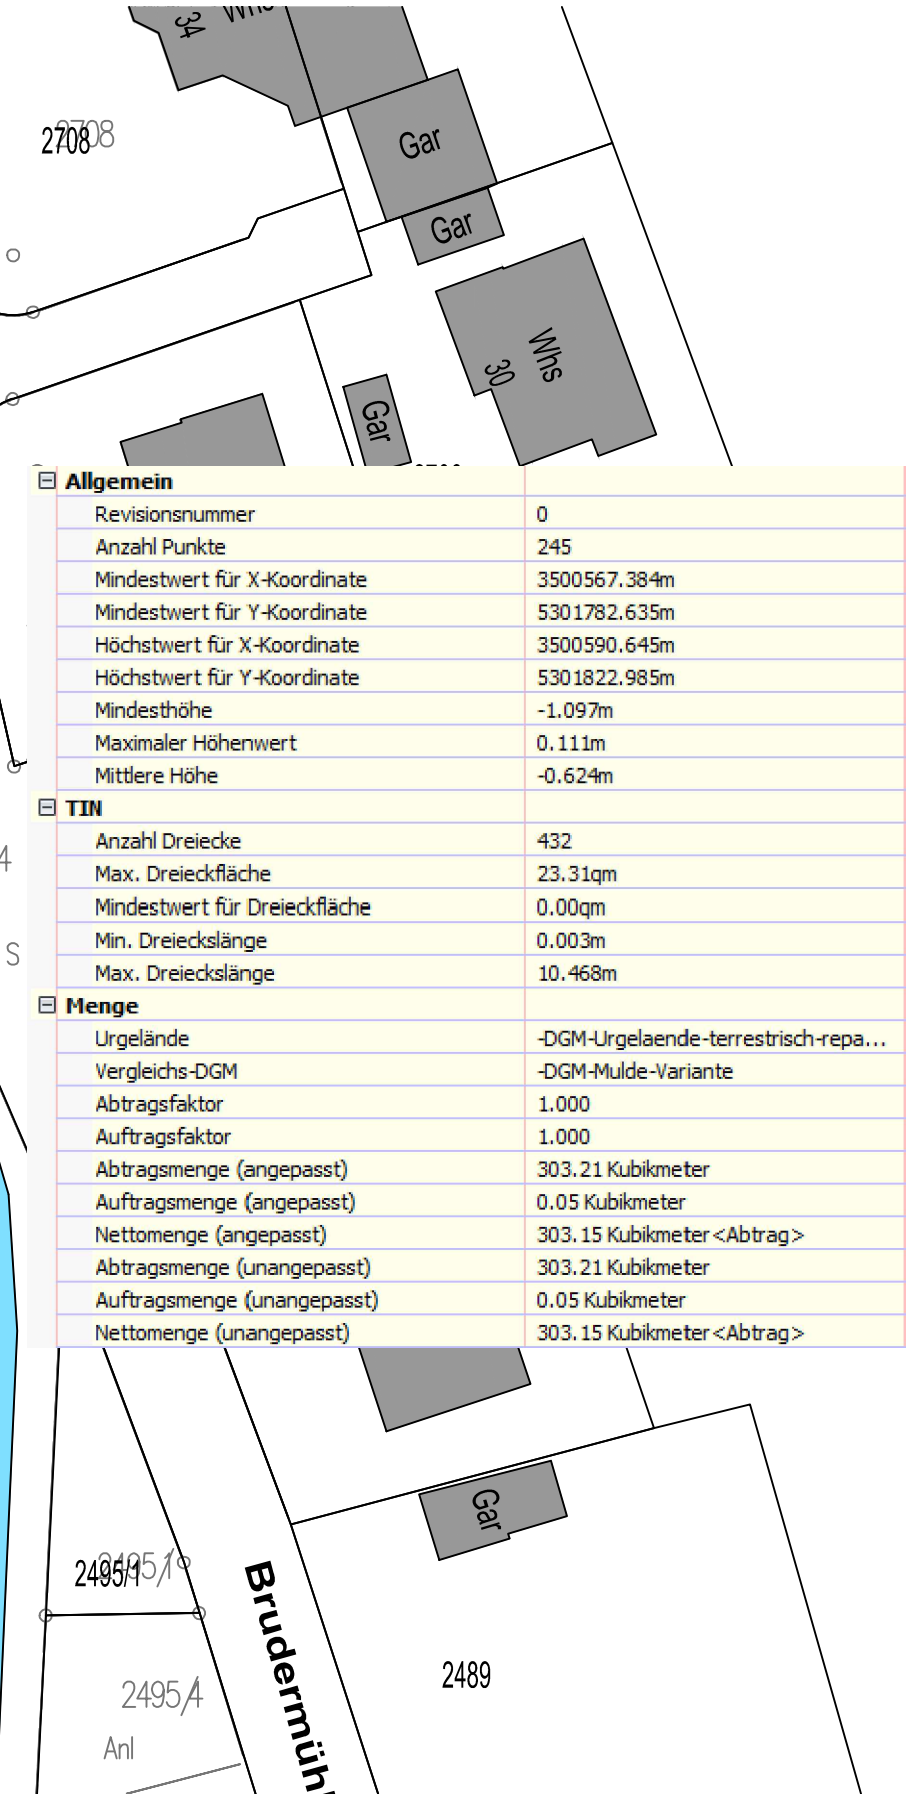 34
Whs
2708
2708
Gar
Gar
Whs
30
Gar
Allgemein
Revisionsnummer 0
Anzahl Punkte 245
Mindestwert für X-Koordinate 3500567.384m
Mindestwert für Y-Koordinate 5301782.635m
Höchstwert für X-Koordinate 3500590.645m
Höchstwert für Y-Koordinate 5301822.985m
Mindesthöhe -1.097m
Maximaler Höhenwert 0.111m
Mittlere Höhe -0.624m
TIN
Anzahl Dreiecke 432
Max. Dreieckfläche 23.31qm
Mindestwert für Dreieckfläche 0.00qm
Min. Dreieckslänge 0.003m
Max. Dreieckslänge 10.468m
Menge
Urgelände -DGM-Urgelaende-terrestrisch-repa...
Vergleichs-DGM -DGM-Mulde-Variante
Abtragsfaktor 1.000
Auftragsfaktor 1.000
Abtragsmenge (angepasst) 303.21 Kubikmeter
Auftragsmenge (angepasst) 0.05 Kubikmeter
Nettomenge (angepasst) 303.15 Kubikmeter<Abtrag>
Abtragsmenge (unangepasst) 303.21 Kubikmeter
Auftragsmenge (unangepasst) 0.05 Kubikmeter
Nettomenge (unangepasst) 303.15 Kubikmeter<Abtrag>
4
S
Gar
2495/1
2495/1
Brudermüh
2489
2495/4
Anl